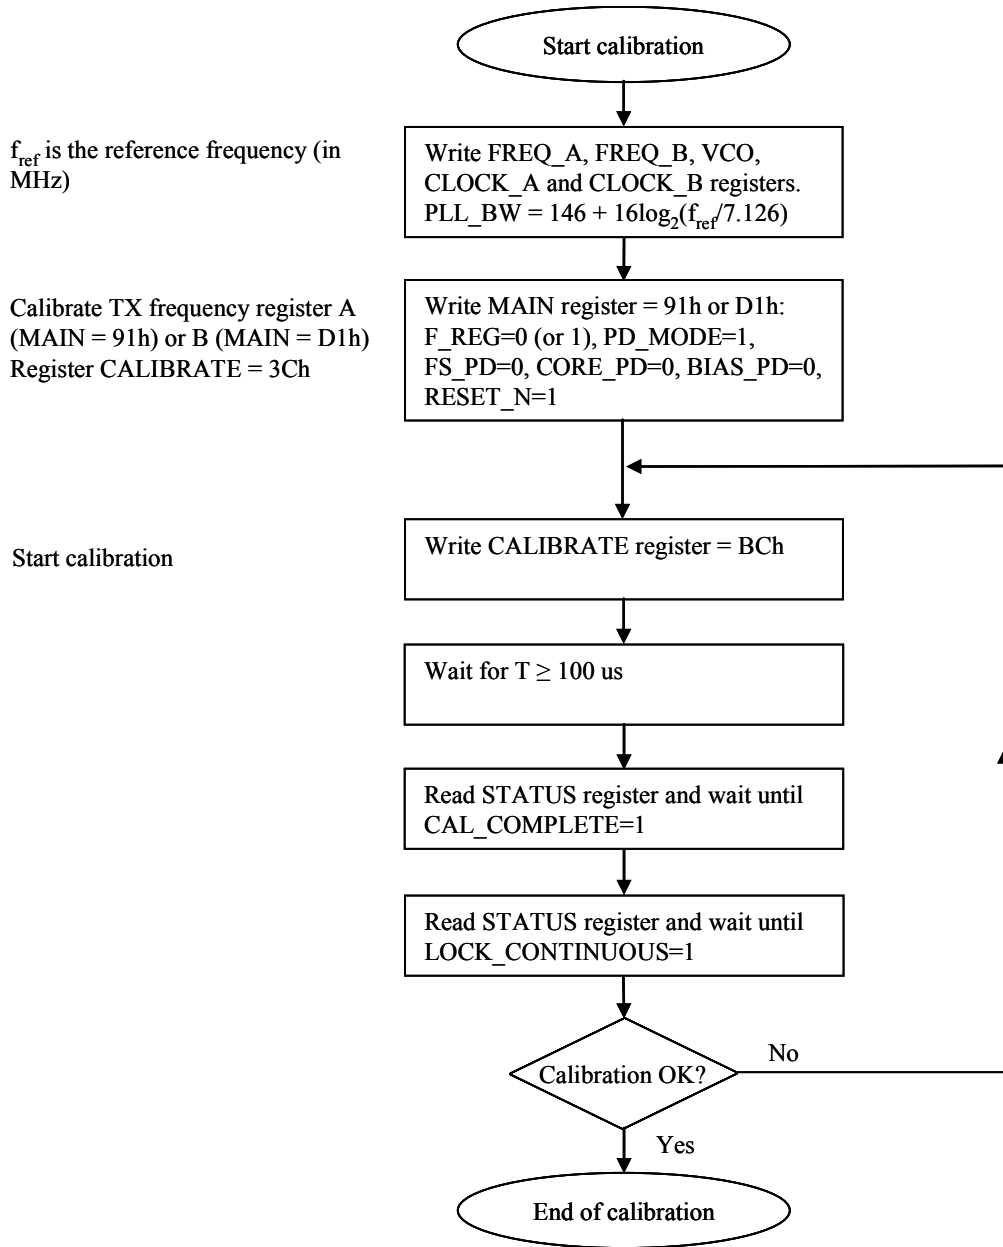 Start calibration
f_ref is the reference frequency (in
MHz)
Write FREQ_A, FREQ_B, VCO,
CLOCK_A and CLOCK_B registers.
PLL_BW = 146 + 16log₂(f_ref/7.126)
Calibrate TX frequency register A
(MAIN = 91h) or B (MAIN = D1h)
Register CALIBRATE = 3Ch
Write MAIN register = 91h or D1h:
F_REG=0 (or 1), PD_MODE=1,
FS_PD=0, CORE_PD=0, BIAS_PD=0,
RESET_N=1
Start calibration
Write CALIBRATE register = BCh
Wait for T ≥ 100 us
Read STATUS register and wait until
CAL_COMPLETE=1
Read STATUS register and wait until
LOCK_CONTINUOUS=1
Calibration OK?
No
Yes
End of calibration